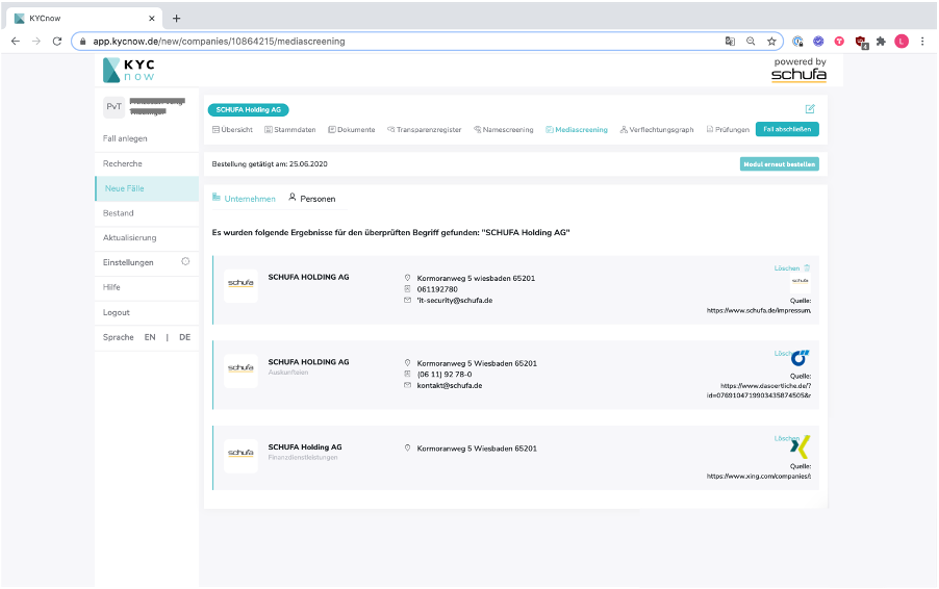 KYCnow
app.kycnow.de/new/companies/10864215/mediascreening
L
KYC
now
powered by
schufa
PvT
SCHUFA Holding AG
Übersicht Stammdaten Dokumente Transparenzregister Namescreening Mediascreening Verflechtungsgraph Prüfungen Fall abschließen
Fall anlegen
Recherche
Neue Fälle
Bestand
Aktualisierung
Einstellungen
Hilfe
Logout
Sprache EN | DE
Bestellung getätigt am: 25.06.2020
Modul erneut bestellen
Unternehmen Personen
Es wurden folgende Ergebnisse für den überprüften Begriff gefunden: "SCHUFA Holding AG"
schufa
SCHUFA HOLDING AG
Kormoranweg 5 wiesbaden 65201
061192780
'it-security@schufa.de
Löschen
schufa
Quelle:
https://www.schufa.de/impressum,
schufa
SCHUFA HOLDING AG
Auskunfteien
Kormoranweg 5 Wiesbaden 65201
(06 11) 92 78-0
kontakt@schufa.de
Quelle:
https://www.dasoertliche.de/?
id=0769104719903435874505&r
schufa
SCHUFA Holding AG
Finanzdienstleistungen
Kormoranweg 5 Wiesbaden 65201
Löschen
Quelle:
https://www.xing.com/companies/s